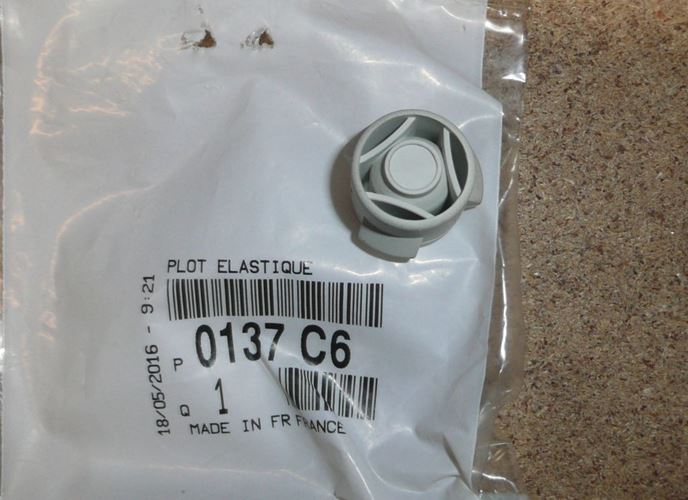 PLOT ELASTIQUE
18/05/2016 - 9:21
P 0137 C6
Q 1
MADE IN FR FRANCE